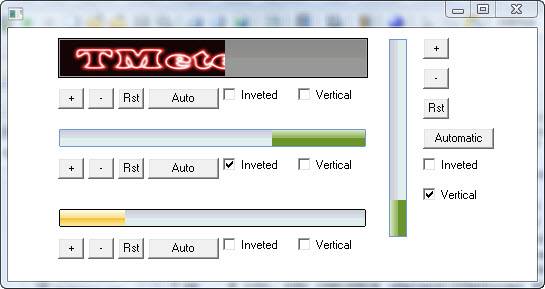 TMete
+ - Rst Auto Inveted Vertical
+ - Rst Auto Inveted Vertical
+ - Rst Auto Inveted Vertical
+
-
Rst
Automatic
Inveted
Vertical